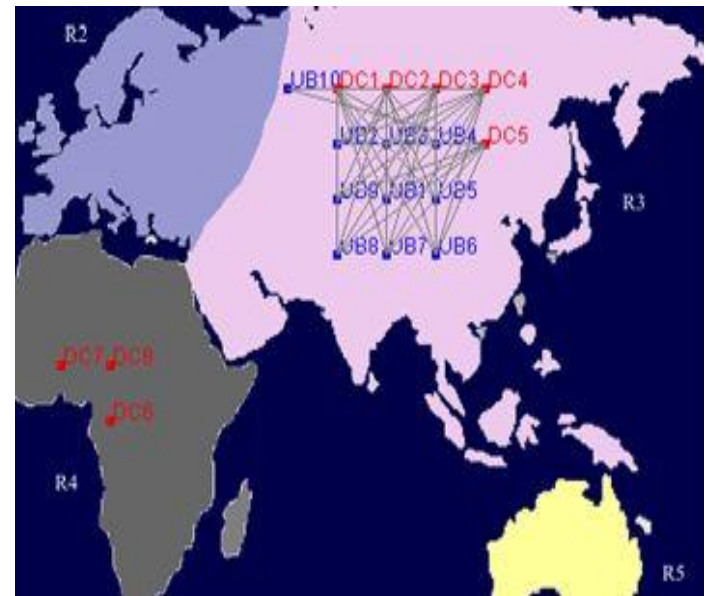 R2
UB10 DC1 DC2 DC3 DC4
UB2 UB3 UB4 DC5
UB9 UB1 UB5
R3
UB8 UB7 UB6
DC7 DC8
DC6
R4
R5